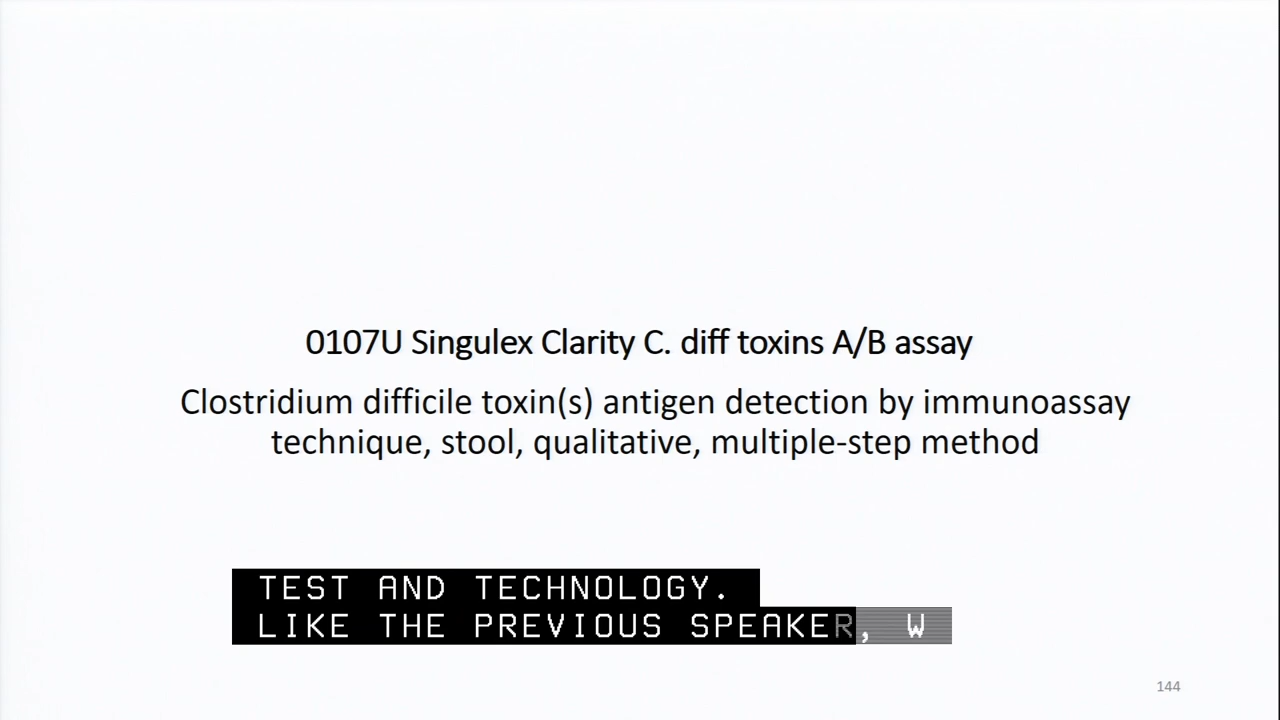 0107U Singulex Clarity C. diff toxins A/B assay
Clostridium difficile toxin(s) antigen detection by immunoassay
technique, stool, qualitative, multiple-step method
TEST AND TECHNOLOGY.
LIKE THE PREVIOUS SPEAKER, W
144